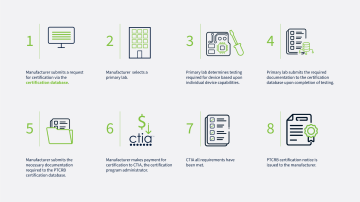 1
Manufacturer submits a request
for certification via the
certification database.
2
Manufacturer selects a
primary lab.
3
Primary lab determines testing
required for device based upon
individual device capabilities.
4
Primary lab submits the required
documentation to the certification
database upon completion of testing.
5
Manufacturer submits the
necessary documentation
required to the PTCRB
certification database.
6
ctia
Manufacturer makes payment for
certification to CTIA, the certification
program administrator.
7
CTIA all requirements have
been met.
8
PTCRB certification notice is
issued to the manufacturer.